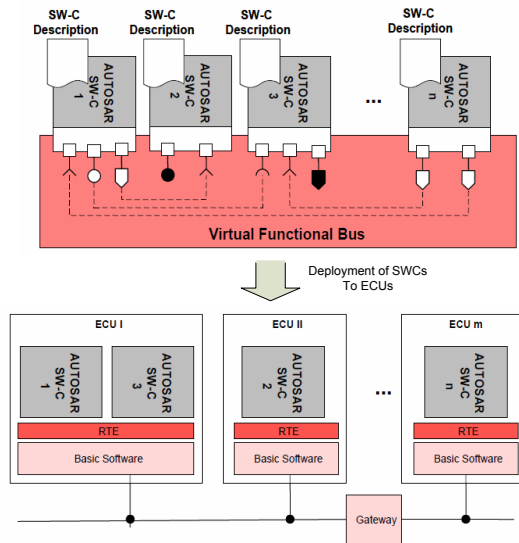 SW-C
Description
SW-C
Description
SW-C
Description
SW-C
Description
AUTOSAR
SW-C
1
AUTOSAR
SW-C
2
AUTOSAR
SW-C
3
...
AUTOSAR
SW-C
n
Virtual Functional Bus
Deployment of SWCs
To ECUs
ECU I
ECU II
ECU m
AUTOSAR
SW-C
1
AUTOSAR
SW-C
3
AUTOSAR
SW-C
2
...
AUTOSAR
SW-C
n
RTE
RTE
RTE
Basic Software
Basic Software
Basic Software
Gateway